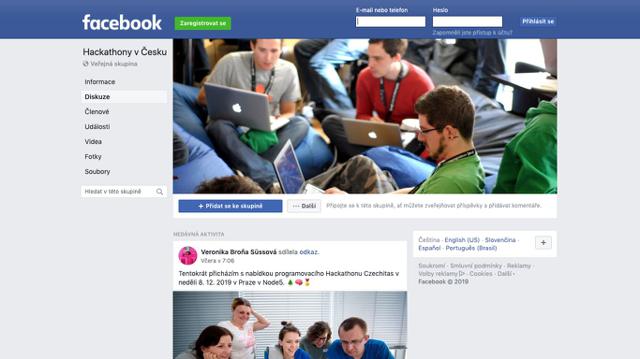 facebook
Zaregistrovat se
E-mail nebo telefon
Heslo
Přihlásit se
Zapomněli jste přístup k účtu?
Hackathony v Česku
Veřejná skupina
Informace
Diskuze
Členové
Události
Videa
Fotky
Soubory
Hledat v této skupině
+ Přidat se ke skupině
••• Další
Připojte se k této skupině, ať můžete zveřejňovat příspěvky a přidávat komentáře.
NEDÁVNÁ AKTIVITA
Veronika Broňa Süssová sdílela odkaz.
Včera v 7:06
Tentokrát přicházím s nabídkou programovacího Hackathonu Czechitas v
neděli 8. 12. 2019 v Praze v Node5. 🎄🧠🏅
Čeština · English (US) · Slovenčina ·
Español · Português (Brasil)
+
Soukromí · Smluvní podmínky · Reklamy ·
Volby reklamy · Cookies · Další
Facebook © 2019